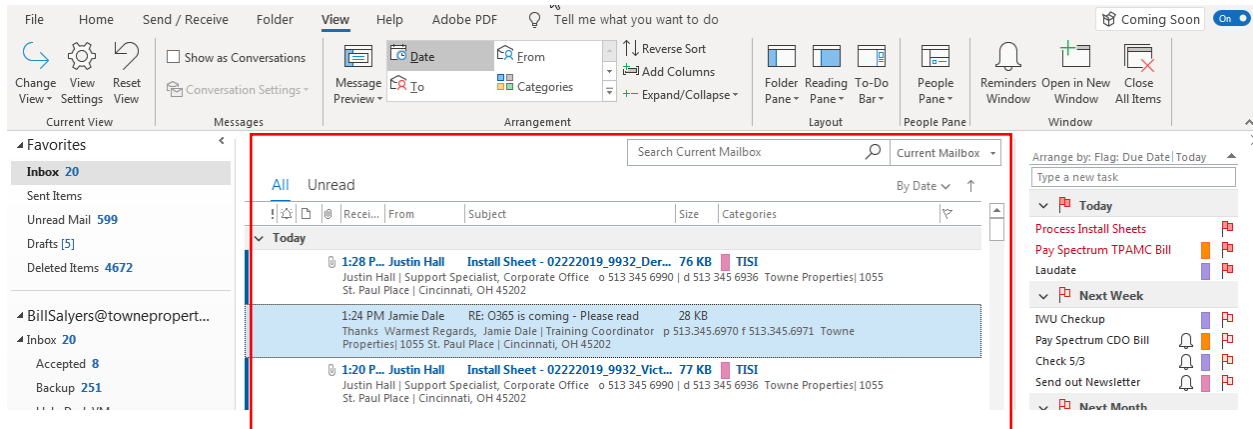 File Home Send / Receive Folder View Help Adobe PDF Tell me what you want to do Coming Soon On
Change View Settings Reset View
Current View
Show as Conversations
Conversation Settings
Messages
Message Preview
Date From
To Categories
Reverse Sort
Add Columns
Expand/Collapse
Arrangement
Folder Pane Reading Pane To-Do Bar
Layout
People Pane
People Pane
Reminders Window Open in New Window Close All Items
Window
Favorites
Inbox 20
Sent Items
Unread Mail 599
Drafts [5]
Deleted Items 4672
BillSalyers@townepropert...
Inbox 20
Accepted 8
Backup 251
Search Current Mailbox Current Mailbox
All Unread By Date
! Recei... From Subject Size Categories
Today
1:28 P... Justin Hall Install Sheet - 02222019_9932_Der... 76 KB TISI
Justin Hall | Support Specialist, Corporate Office o 513 345 6990 | d 513 345 6936 Towne Properties| 1055
St. Paul Place | Cincinnati, OH 45202
1:24 PM Jamie Dale RE: O365 is coming - Please read 28 KB
Thanks Warmest Regards, Jamie Dale | Training Coordinator p 513.345.6970 f 513.345.6971 Towne
Properties| 1055 St. Paul Place | Cincinnati, OH 45202
1:20 P... Justin Hall Install Sheet - 02222019_9932_Vict... 77 KB TISI
Justin Hall | Support Specialist, Corporate Office o 513 345 6990 | d 513 345 6936 Towne Properties| 1055
St. Paul Place | Cincinnati, OH 45202
Arrange by: Flag: Due Date Today
Type a new task
Today
Process Install Sheets
Pay Spectrum TPAMC Bill
Laudate
Next Week
IWU Checkup
Pay Spectrum CDO Bill
Check 5/3
Send out Newsletter
Next Month